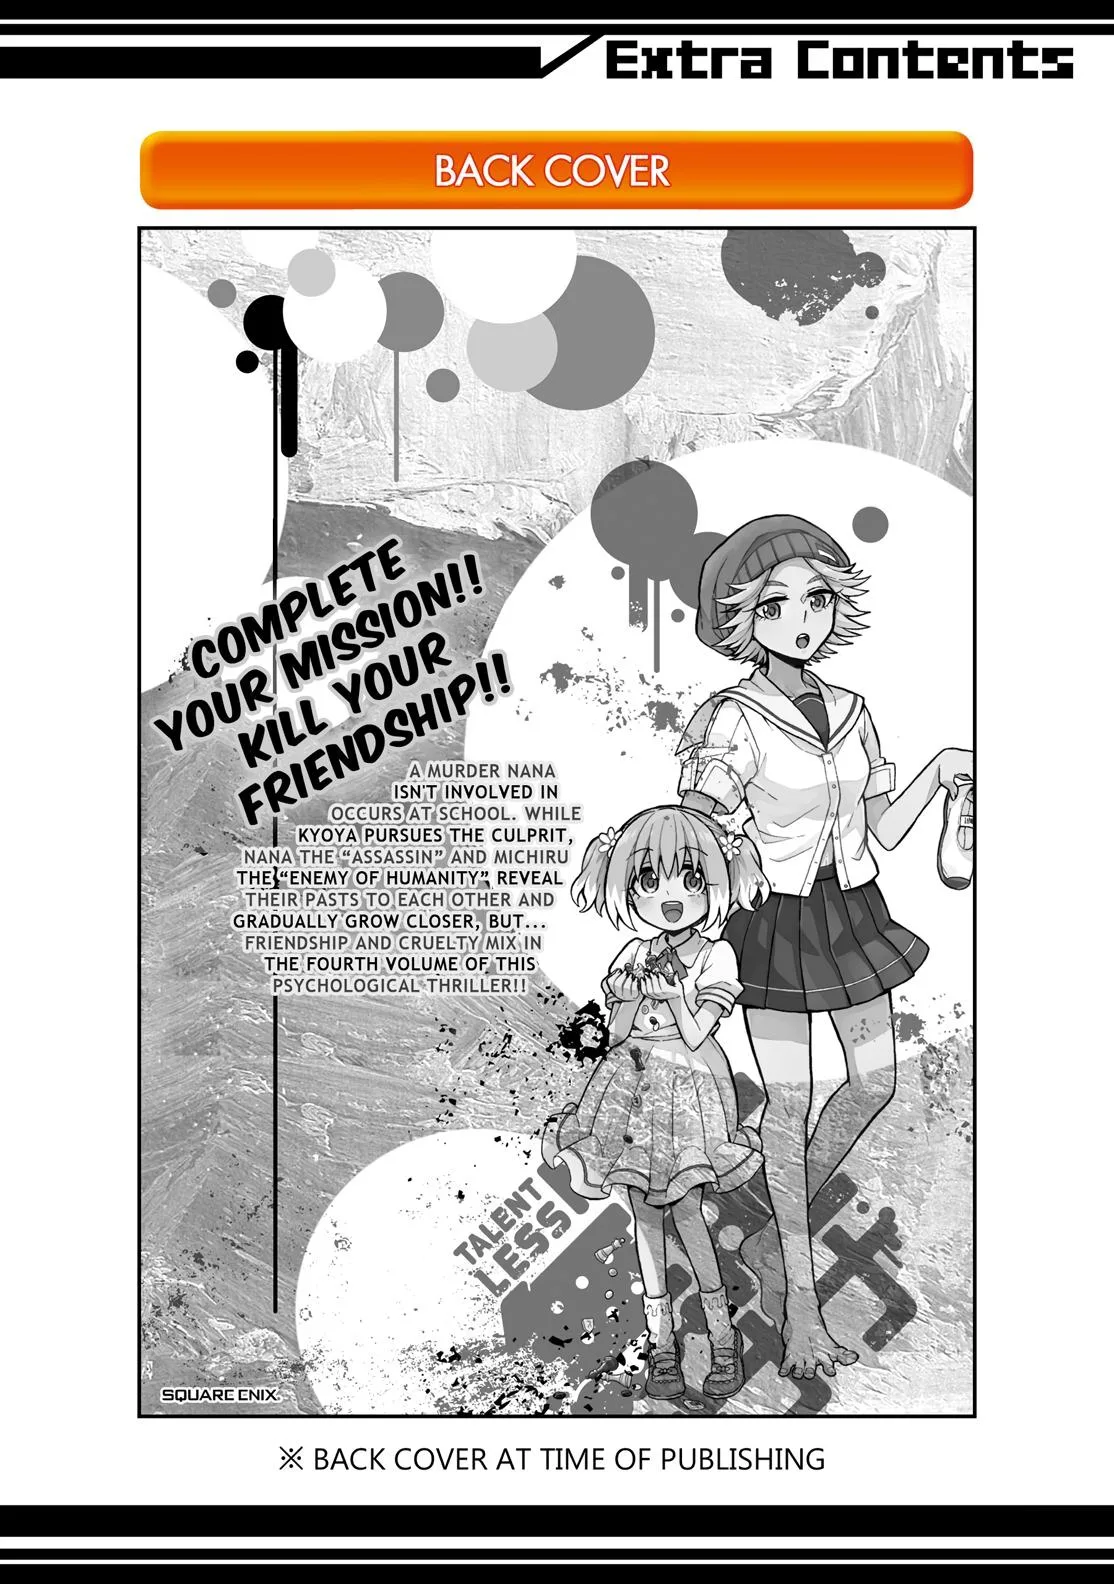 Extra Contents
BACK COVER
COMPLETE
YOUR MISSION!!
KILL YOUR
FRIENDSHIP!!
A MURDER NANA
ISN'T INVOLVED IN
OCCURS AT SCHOOL. WHILE
KYOYA PURSUES THE CULPRIT,
NANA THE “ASSASSIN” AND MICHIRU
THE “ENEMY OF HUMANITY” REVEAL
THEIR PASTS TO EACH OTHER AND
GRADUALLY GROW CLOSER, BUT...
FRIENDSHIP AND CRUELTY MIX IN
THE FOURTH VOLUME OF THIS
PSYCHOLOGICAL THRILLER!!
TALENT
LESS
SQUARE ENIX.
※ BACK COVER AT TIME OF PUBLISHING